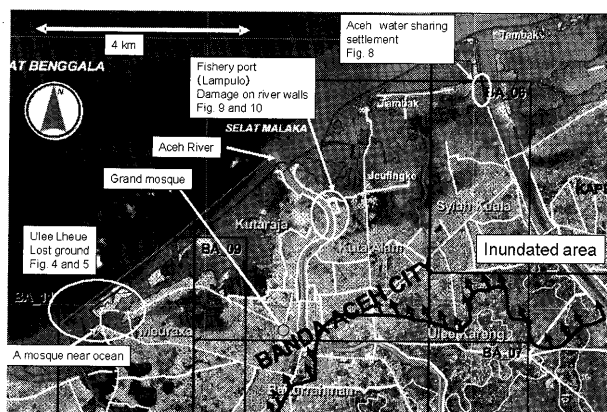 Aceh water sharing
settlement
Fig. 8
Tambak
4 km
AT BENGGALA
N
Fishery port
(Lampulo)
Damage on river walls
Fig. 9 and 10
BA_06
Tambak
SELAT MALAKA
Aceh River
Grand mosque
Jeulingke
Syiah Kuala
Kutaraja
Ulee Lheue
Lost ground
Fig. 4 and 5
BA_09
Kuta Alam
Inundated area
BANDA ACEH CITY
Meuraxa
Ulee Kareng
A mosque near ocean
BA_07